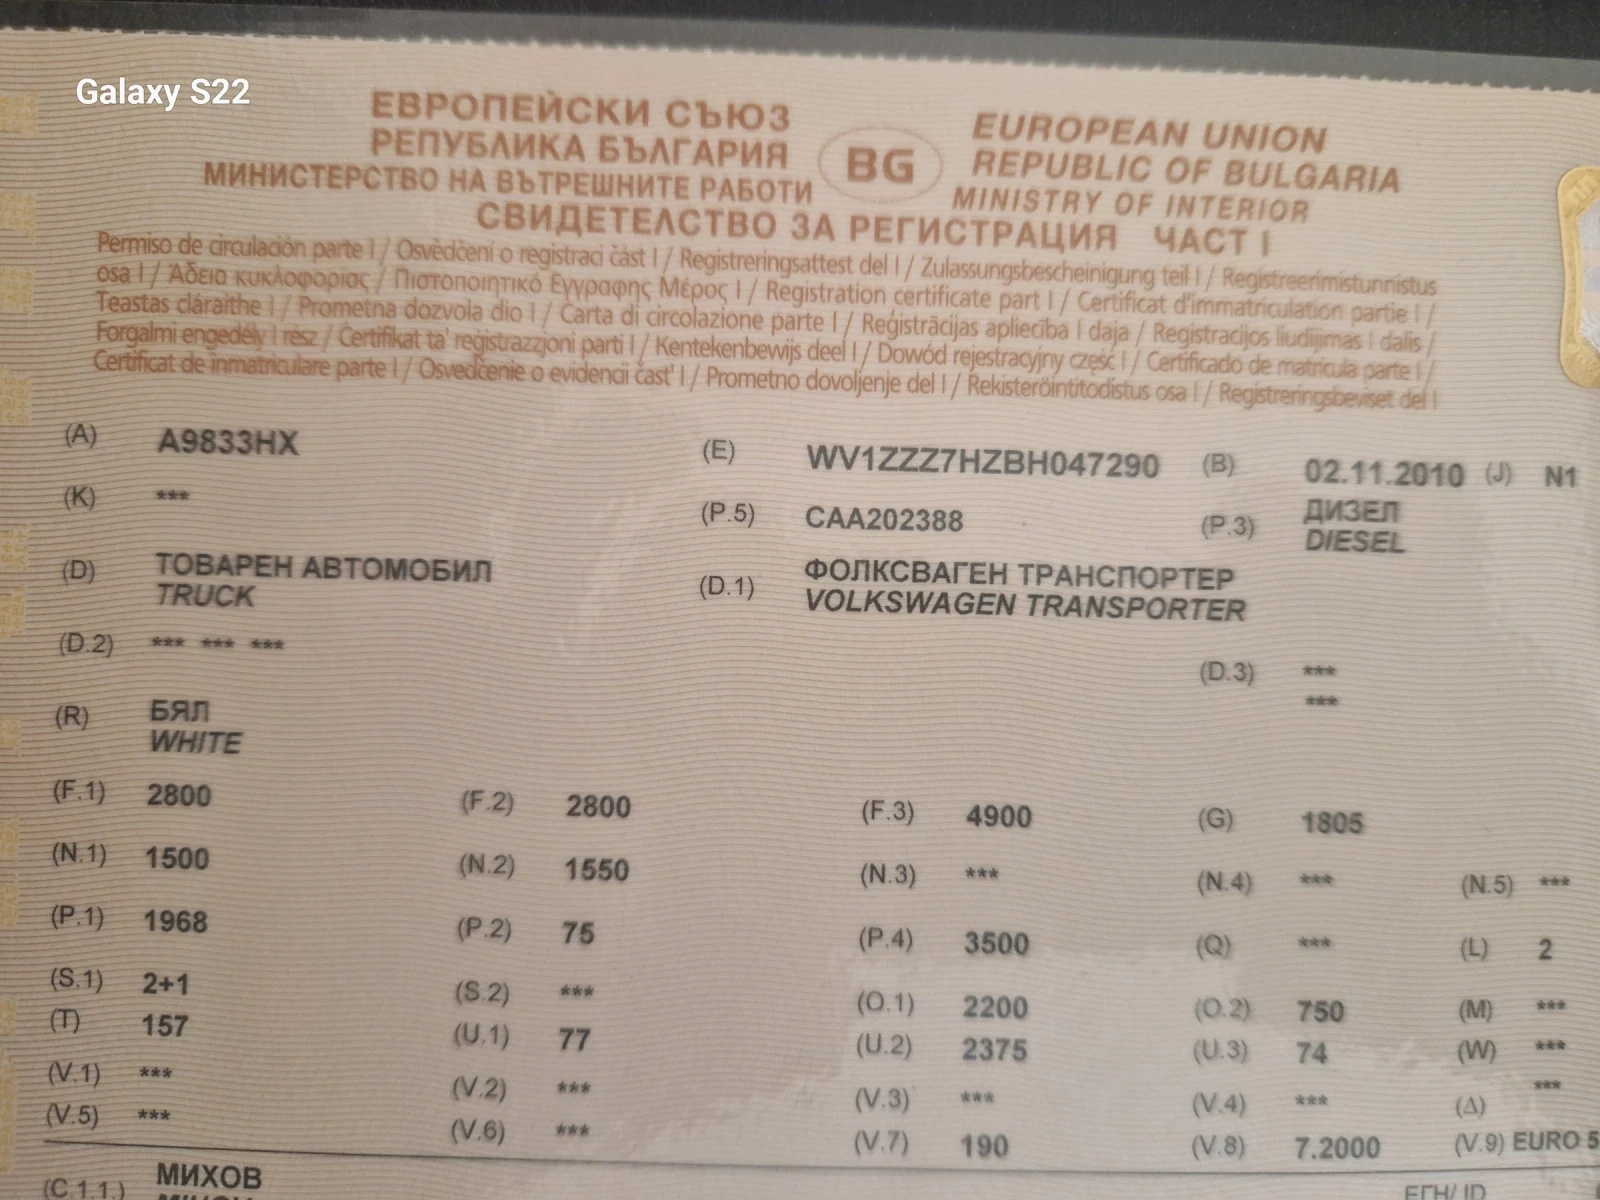 Galaxy S22
ЕВРОПЕЙСКИ СЪЮЗ
РЕПУБЛИКА БЪЛГАРИЯ
МИНИСТЕРСТВО НА ВЪТРЕШНИТЕ РАБОТИ
BG
EUROPEAN UNION
REPUBLIC OF BULGARIA
MINISTRY OF INTERIOR
СВИДЕТЕЛСТВО ЗА РЕГИСТРАЦИЯ ЧАСТ I
Permiso de circulación parte I / Osvědčení o registraci část I / Registreringsattest del I / Zulassungsbescheinigung teil I / Registreerimistunnistus
osa I / Άδεια κυκλοφορίας / Πιστοποιητικό Εγγραφης Μέρος I / Registration certificate part I / Certificat d'immatriculation partie I /
Teastas cláraithe I / Prometna dozvola dio I / Carta di circolazione parte I / Reģistrācijas apliecība I daja / Registracijos liudijimas I dalis /
Forgalmi engedély I rész / Ċertifikat ta' reġistrazzjoni parti I / Kentekenbewijs deel I / Dowód rejestracyjny część I / Certificado de matrícula parte I /
Certificat de înmatriculare parte I / Osvedčenie o evidencii časť I / Prometno dovoljenje del I / Rekisteröintitodistus osa I / Registreringsbeviset del I
(A) A9833HX (E) WV1ZZZ7HZBH047290 (B) 02.11.2010 (J) N1
(K) *** (P.5) CAA202388 (P.3) ДИЗЕЛ
DIESEL
(D) ТОВАРЕН АВТОМОБИЛ (D.1) ФОЛКСВАГЕН ТРАНСПОРТЕР
TRUCK VOLKSWAGEN TRANSPORTER
(D.2) *** *** *** (D.3) ***
***
(R) БЯЛ
WHITE
(F.1) 2800 (F.2) 2800 (F.3) 4900 (G) 1805
(N.1) 1500 (N.2) 1550 (N.3) *** (N.4) *** (N.5) ***
(P.1) 1968 (P.2) 75 (P.4) 3500 (Q) *** (L) 2
(S.1) 2+1 (S.2) *** (O.1) 2200 (O.2) 750 (M) ***
(T) 157 (U.1) 77 (U.2) 2375 (U.3) 74 (W) ***
***
(V.1) *** (V.2) *** (V.3) *** (V.4) *** (Δ)
(V.5) *** (V.6) *** (V.7) 190 (V.8) 7.2000 (V.9) EURO 5
(C.1.1.) МИХОВ
ЕГН/ ID